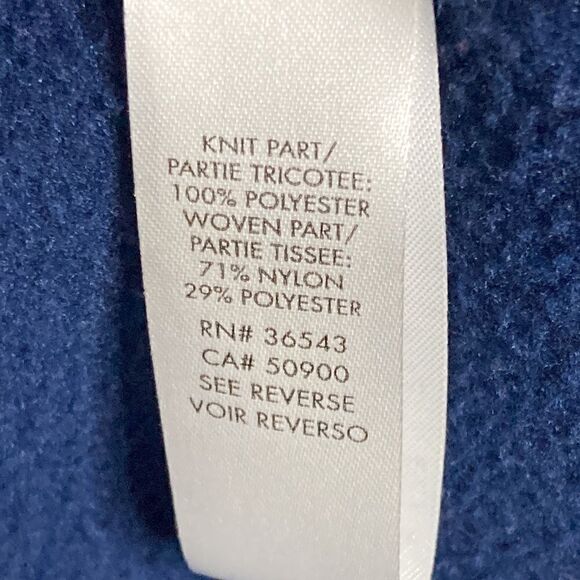 KNIT PART/
PARTIE TRICOTEE:
100% POLYESTER
WOVEN PART/
PARTIE TISSEE:
71% NYLON
29% POLYESTER
RN# 36543
CA# 50900
SEE REVERSE
VOIR REVERSO